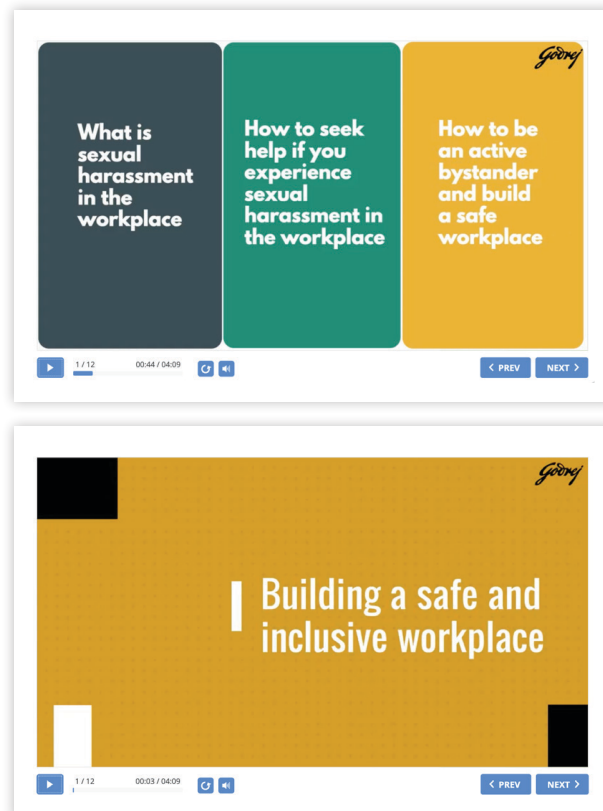 Godrej
What is
sexual
harassment
in the
workplace
How to seek
help if you
experience
sexual
harassment in
the workplace
How to be
an active
bystander
and build
a safe
workplace
1 / 12
00:44 / 04:09
< PREV
NEXT >
Godrej
Building a safe and
inclusive workplace
1 / 12
00:03 / 04:09
< PREV
NEXT >